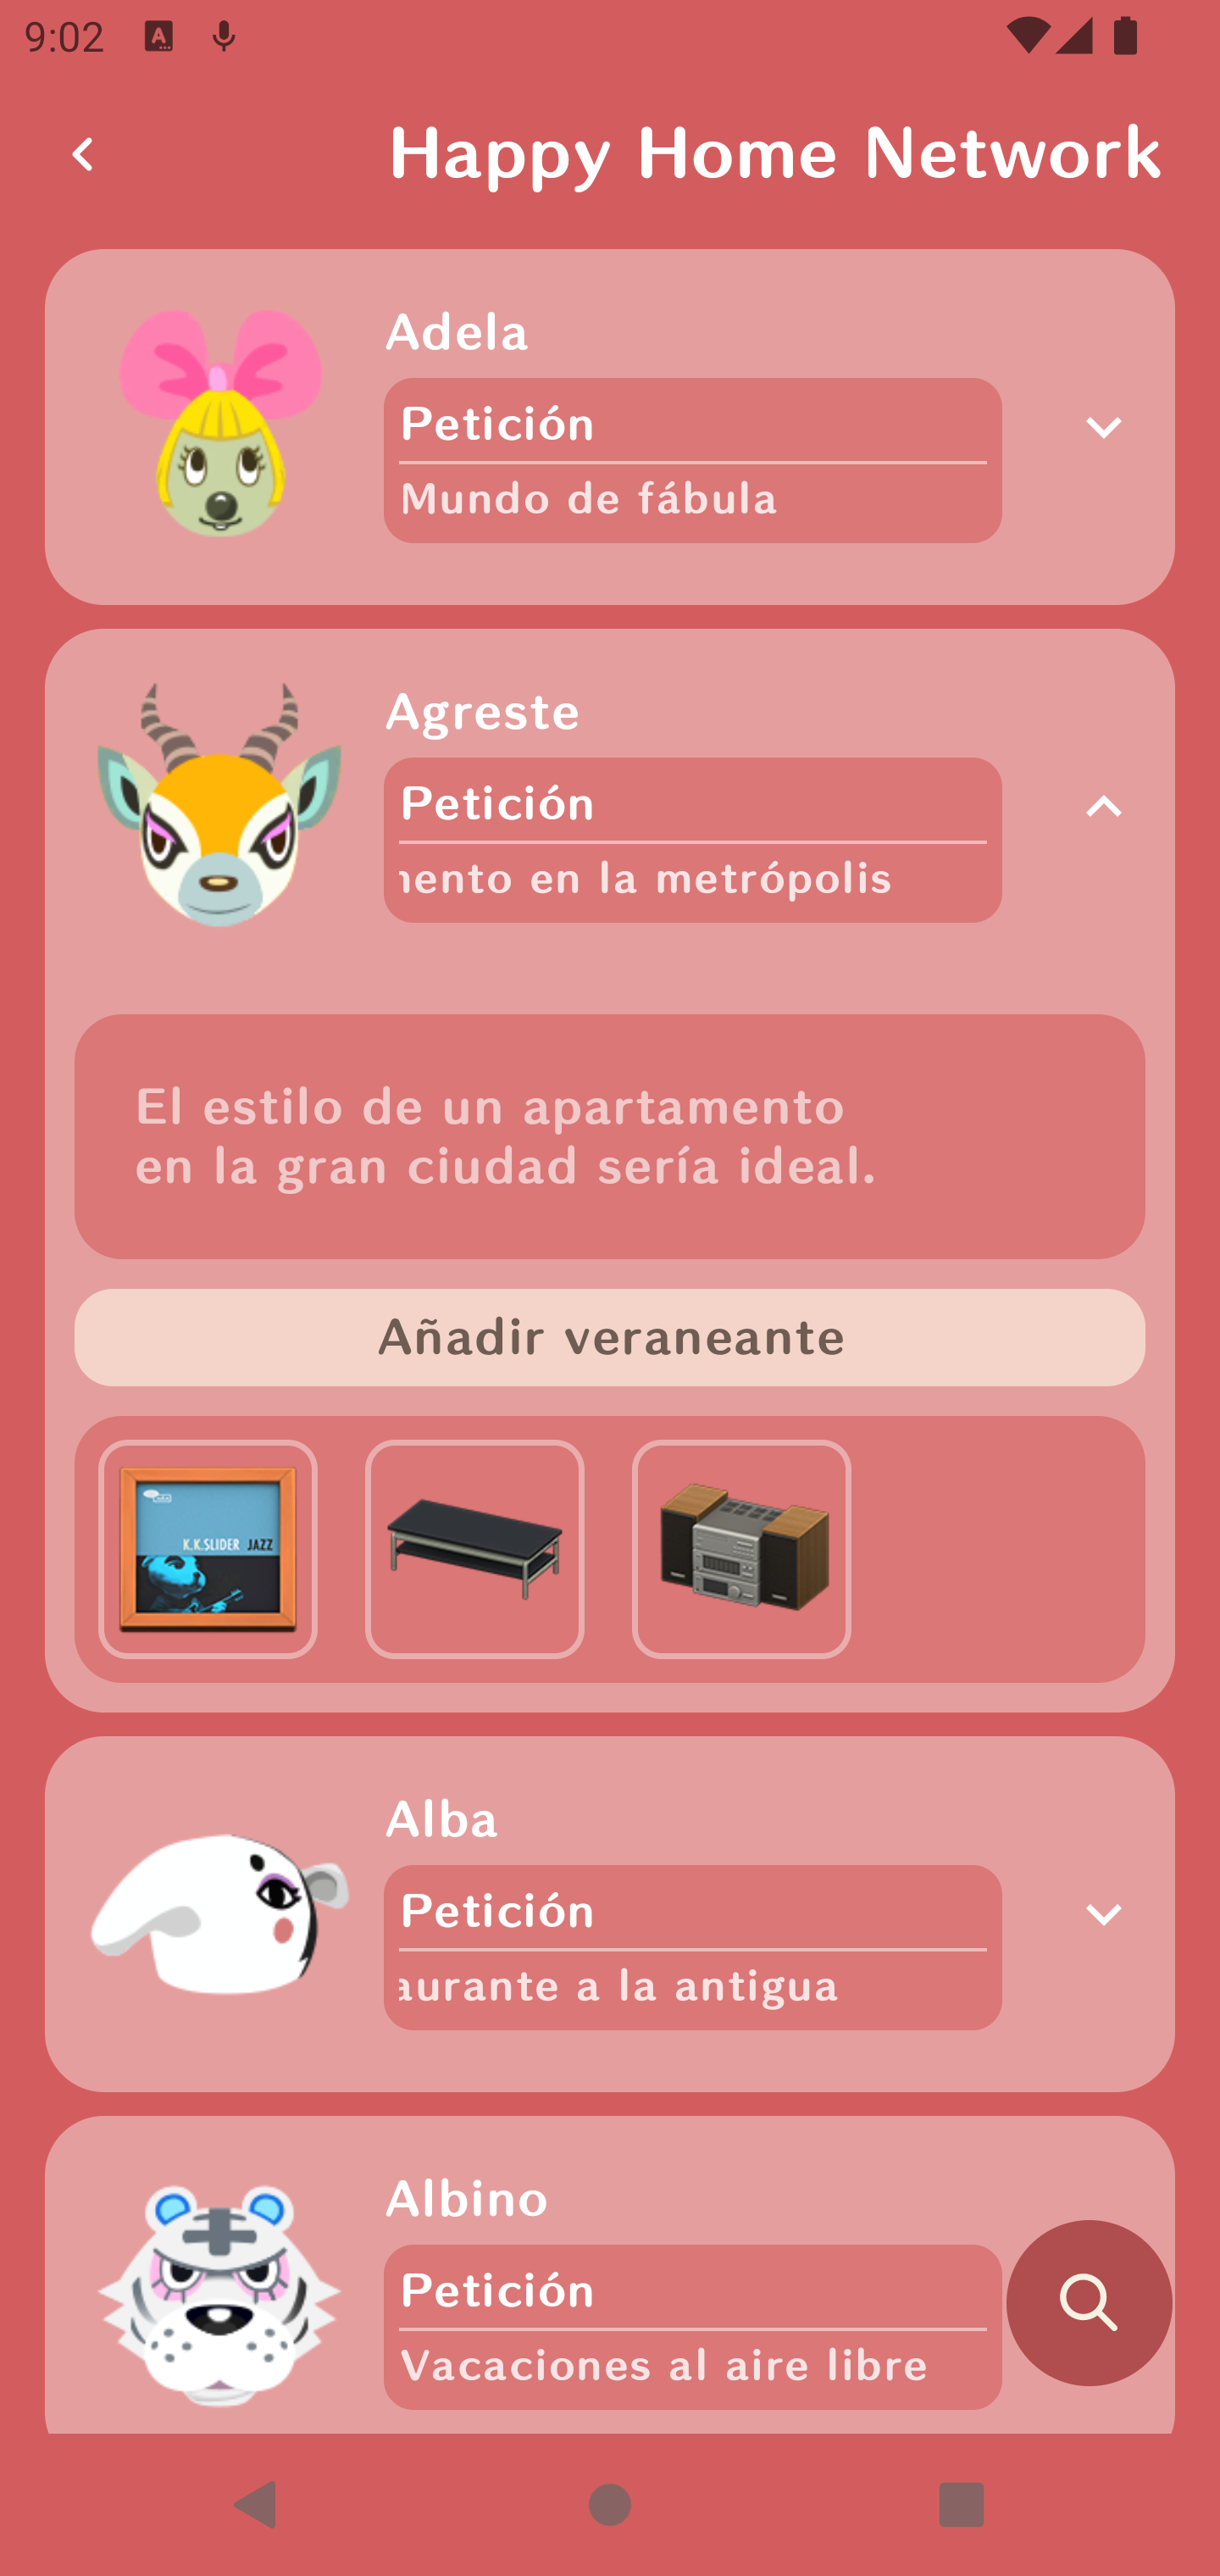 9:02
Happy Home Network
Adela
Petición
Mundo de fábula
Agreste
Petición
en la metrópolis
El estilo de un apartamento
en la gran ciudad sería ideal.
Añadir veraneante
K.K.SLIDER JAZZ
Alba
Petición
a la antigua
Albino
Petición
Vacaciones al aire libre